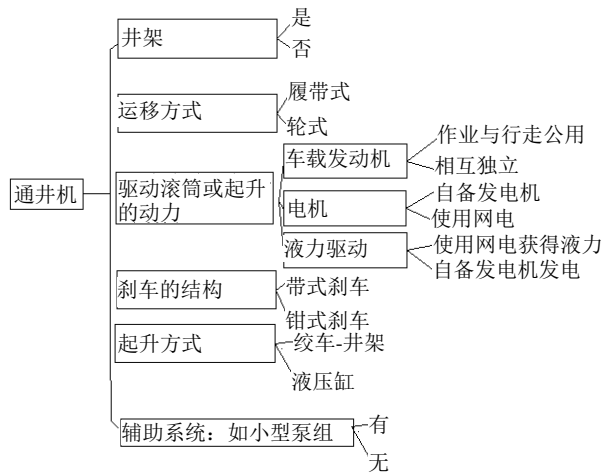 通井机
井架
是
否
运移方式
履带式
轮式
驱动滚筒或起升
的动力
车载发动机
作业与行走公用
相互独立
电机
自备发电机
使用网电
液力驱动
使用网电获得液力
自备发电机发电
刹车的结构
带式刹车
钳式刹车
起升方式
绞车-井架
液压缸
辅助系统：如小型泵组
有
无